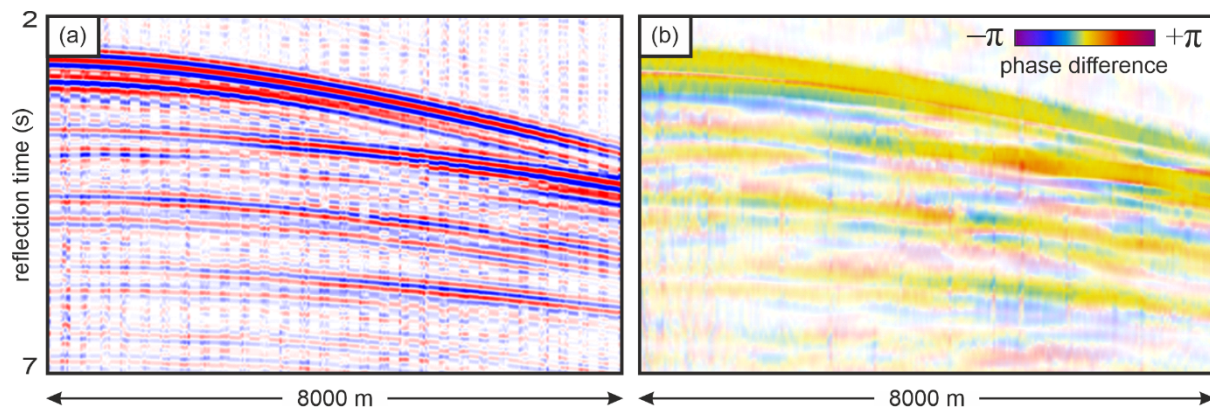 2
(a)
reflection time (s)
7
8000 m
(b)
−π +π
phase difference
8000 m